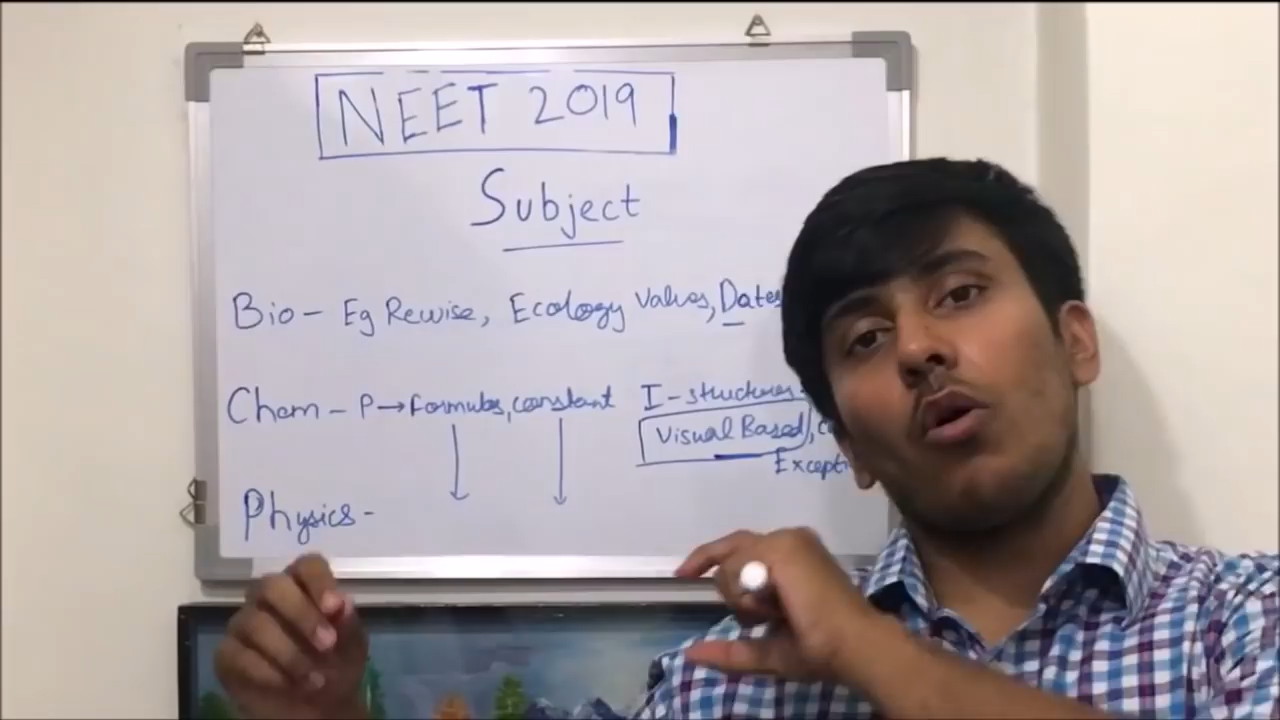 NEET 2019
Subject
Bio - Eg Rewise, Ecology values, Dates
Chem - P → Formulas, constant I - structures
Visual Based,
Physics -